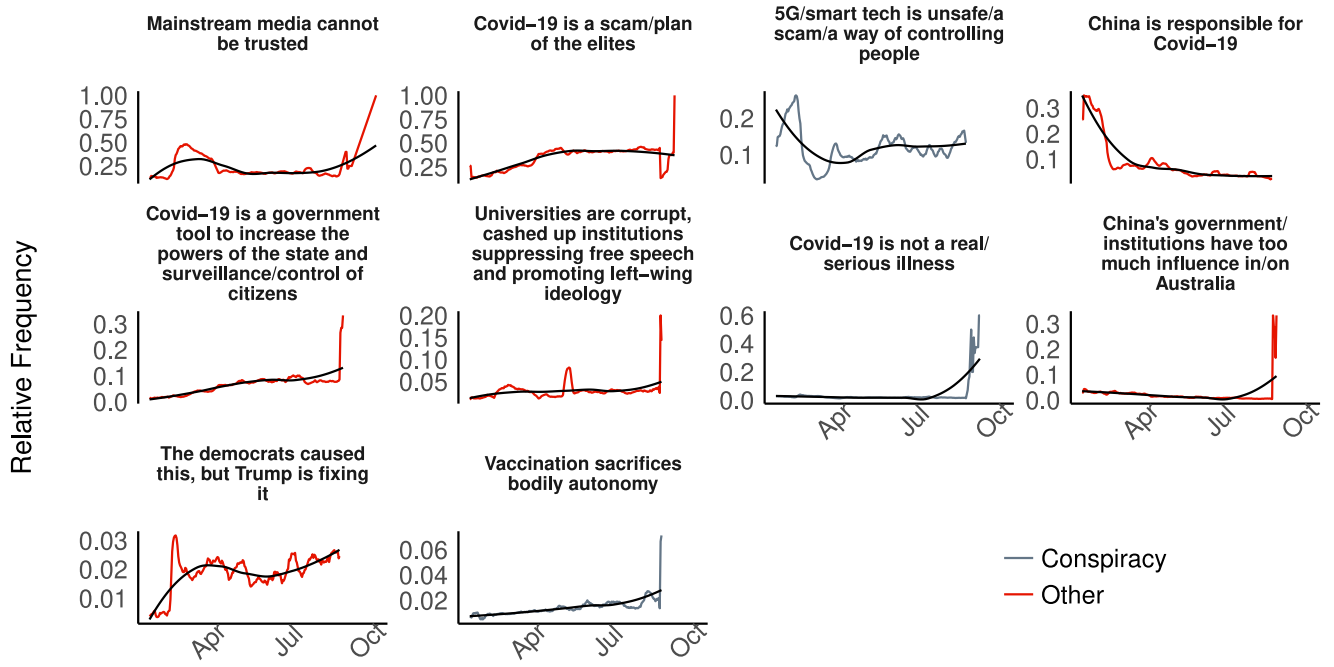 Mainstream media cannot
be trusted
Covid−19 is a scam/plan
of the elites
5G/smart tech is unsafe/a
scam/a way of controlling
people
China is responsible for
Covid−19
1.00
0.75
0.50
0.25
1.00
0.75
0.50
0.25
0.2
0.1
0.3
0.2
0.1
Relative Frequency
Covid−19 is a government
tool to increase the
powers of the state and
surveillance/control of
citizens
Universities are corrupt,
cashed up institutions
suppressing free speech
and promoting left−wing
ideology
Covid−19 is not a real/
serious illness
China's government/
institutions have too
much influence in/on
Australia
0.3
0.2
0.1
0.0
0.20
0.15
0.10
0.05
0.6
0.4
0.2
0.0
0.3
0.2
0.1
0.0
Apr
Jul
Oct
Apr
Jul
Oct
The democrats caused
this, but Trump is fixing
it
Vaccination sacrifices
bodily autonomy
0.03
0.02
0.01
0.06
0.04
0.02
Apr
Jul
Oct
Apr
Jul
Oct
Conspiracy
Other